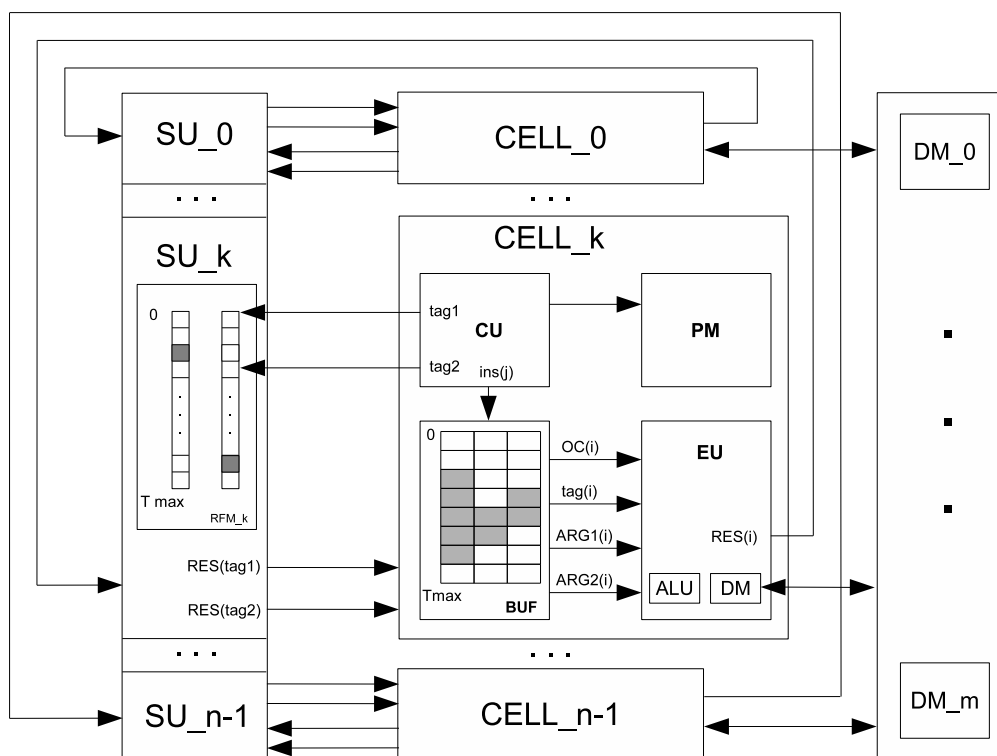 SU_0
CELL_0
DM_0
. . .
. . .
SU_k
CELL_k
0
tag1
CU
PM
tag2
ins(j)
0
OC(i)
EU
tag(i)
T max
RFM_k
ARG1(i)
RES(i)
RES(tag1)
ARG2(i)
ALU
DM
Tmax
BUF
RES(tag2)
. . .
. . .
SU_n-1
CELL_n-1
DM_m